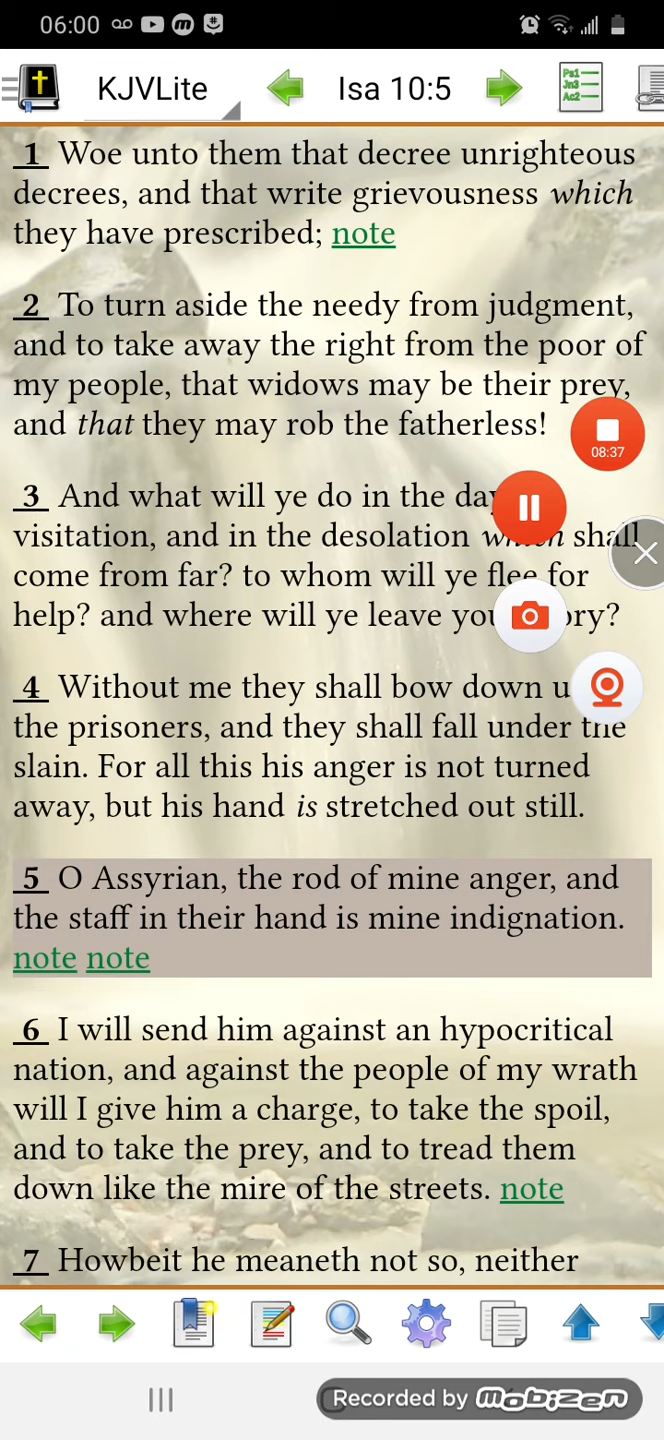 06:00
KJVLite
Isa 10:5
Ps1
Jn3
Ac2
1 Woe unto them that decree unrighteous
decrees, and that write grievousness which
they have prescribed; note
2 To turn aside the needy from judgment,
and to take away the right from the poor of
my people, that widows may be their prey,
and that they may rob the fatherless!
08:37
3 And what will ye do in the
visitation, and in the desolation shall
come from far? to whom will ye flee for
help? and where will ye leave
4 Without me they shall bow down
the prisoners, and they shall fall under the
slain. For all this his anger is not turned
away, but his hand is stretched out still.
5 O Assyrian, the rod of mine anger, and
the staff in their hand is mine indignation.
note note
6 I will send him against an hypocritical
nation, and against the people of my wrath
will I give him a charge, to take the spoil,
and to take the prey, and to tread them
down like the mire of the streets. note
7 Howbeit he meaneth not so, neither
Recorded by mobizen